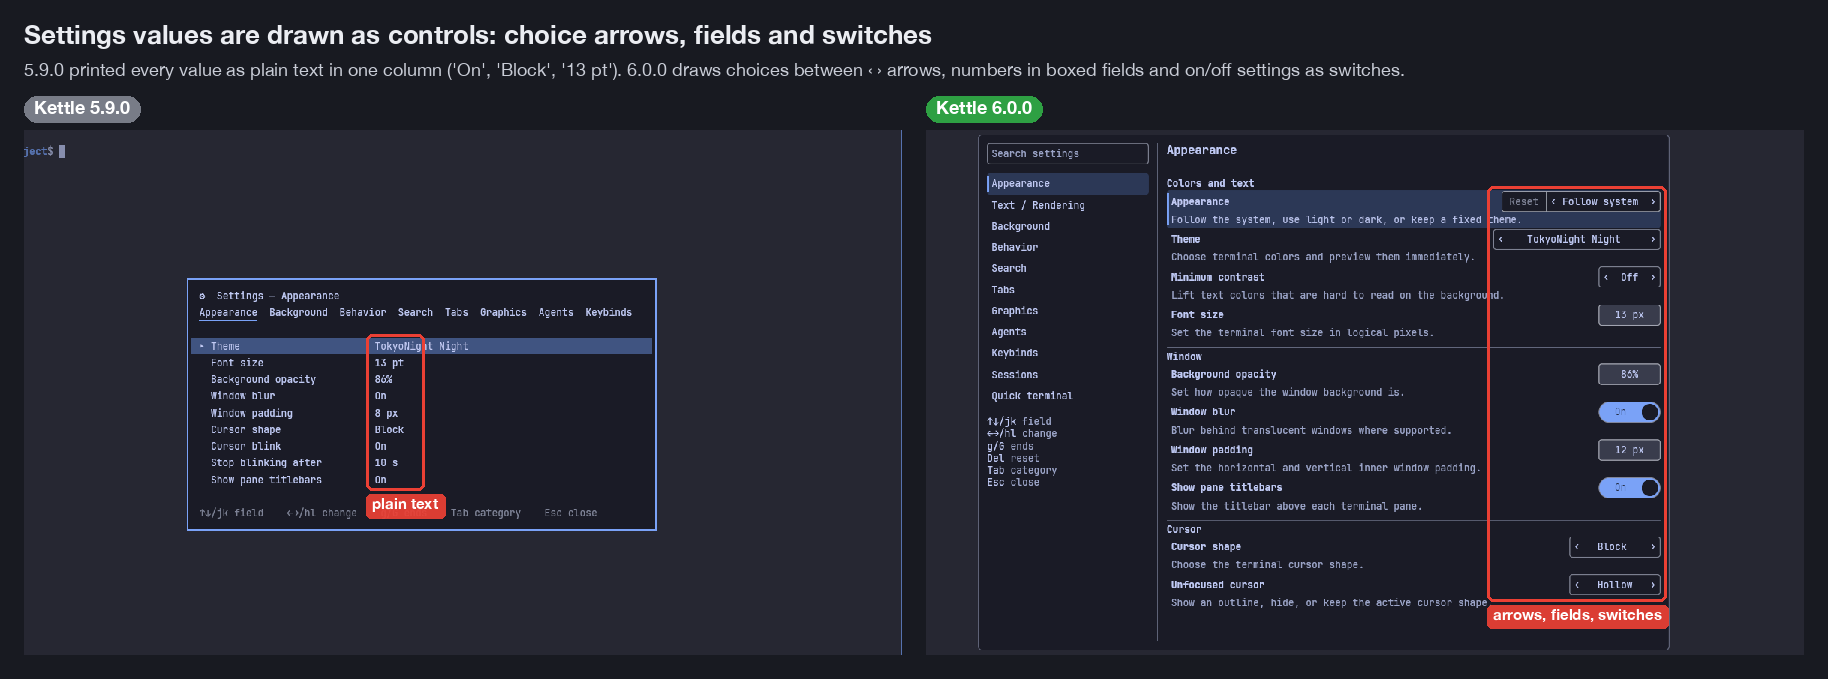 Settings values are drawn as controls: choice arrows, fields and switches
5.9.0 printed every value as plain text in one column ('On', 'Block', '13 pt'). 6.0.0 draws choices between ‹ › arrows, numbers in boxed fields and on/off settings as switches.
Kettle 5.9.0
ject$
Settings — Appearance
Appearance Background Behavior Search Tabs Graphics Agents Keybinds
▸ Theme TokyoNight Night
Font size 13 pt
Background opacity 86%
Window blur On
Window padding 8 px
Cursor shape Block
Cursor blink On
Stop blinking after 10 s
Show pane titlebars On
plain text
↑↓/jk field ↔/hl change Tab category Esc close
Kettle 6.0.0
Search settings
Appearance
Text / Rendering
Background
Behavior
Search
Tabs
Graphics
Agents
Keybinds
Sessions
Quick terminal
↑↓/jk field
↔/hl change
g/G ends
Del reset
Tab category
Esc close
Appearance
Colors and text
Appearance Reset ‹ Follow system ›
Follow the system, use light or dark, or keep a fixed theme.
Theme ‹ TokyoNight Night ›
Choose terminal colors and preview them immediately.
Minimum contrast ‹ Off ›
Lift text colors that are hard to read on the background.
Font size 13 px
Set the terminal font size in logical pixels.
Window
Background opacity 86%
Set how opaque the window background is.
Window blur On
Blur behind translucent windows where supported.
Window padding 12 px
Set the horizontal and vertical inner window padding.
Show pane titlebars On
Show the titlebar above each terminal pane.
Cursor
Cursor shape ‹ Block ›
Choose the terminal cursor shape.
Unfocused cursor ‹ Hollow ›
Show an outline, hide, or keep the active cursor shape
arrows, fields, switches